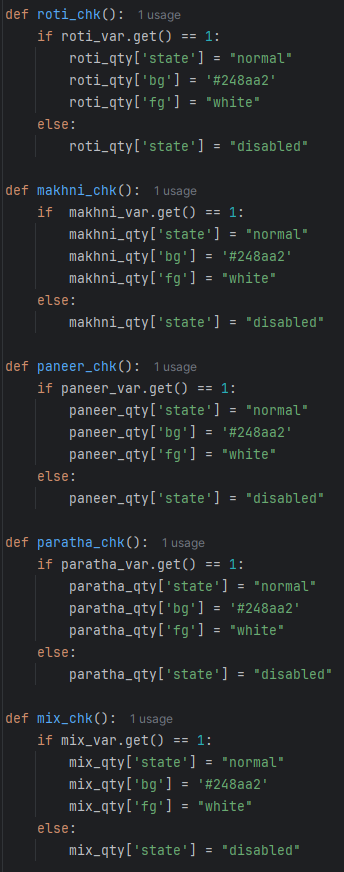 def roti_chk(): 1 usage
    if roti_var.get() == 1:
        roti_qty['state'] = "normal"
        roti_qty['bg'] = '#248aa2'
        roti_qty['fg'] = "white"
    else:
        roti_qty['state'] = "disabled"

def makhni_chk(): 1 usage
    if  makhni_var.get() == 1:
        makhni_qty['state'] = "normal"
        makhni_qty['bg'] = '#248aa2'
        makhni_qty['fg'] = "white"
    else:
        makhni_qty['state'] = "disabled"

def paneer_chk(): 1 usage
    if paneer_var.get() == 1:
        paneer_qty['state'] = "normal"
        paneer_qty['bg'] = '#248aa2'
        paneer_qty['fg'] = "white"
    else:
        paneer_qty['state'] = "disabled"

def paratha_chk(): 1 usage
    if paratha_var.get() == 1:
        paratha_qty['state'] = "normal"
        paratha_qty['bg'] = '#248aa2'
        paratha_qty['fg'] = "white"
    else:
        paratha_qty['state'] = "disabled"

def mix_chk(): 1 usage
    if mix_var.get() == 1:
        mix_qty['state'] = "normal"
        mix_qty['bg'] = '#248aa2'
        mix_qty['fg'] = "white"
    else:
        mix_qty['state'] = "disabled"